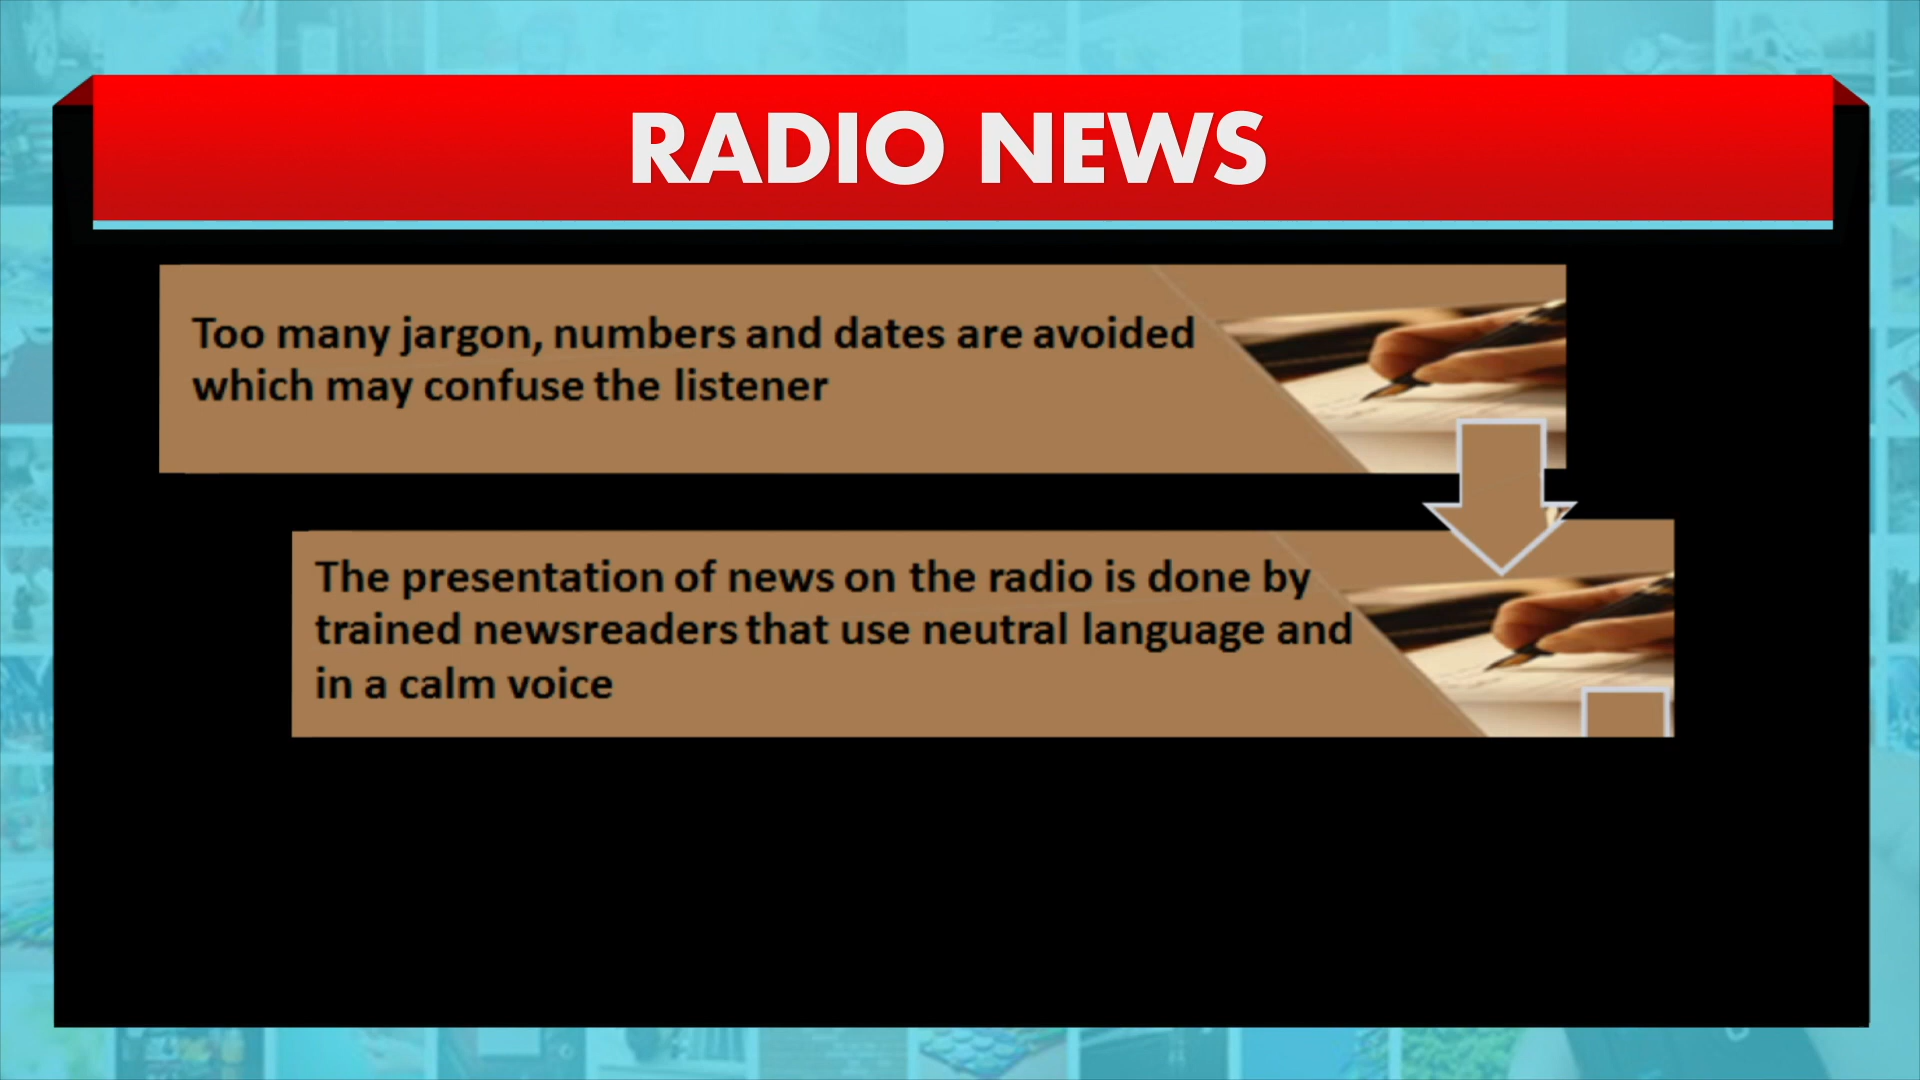 RADIO NEWS
Too many jargon, numbers and dates are avoided
which may confuse the listener
The presentation of news on the radio is done by
trained newsreaders that use neutral language and
in a calm voice